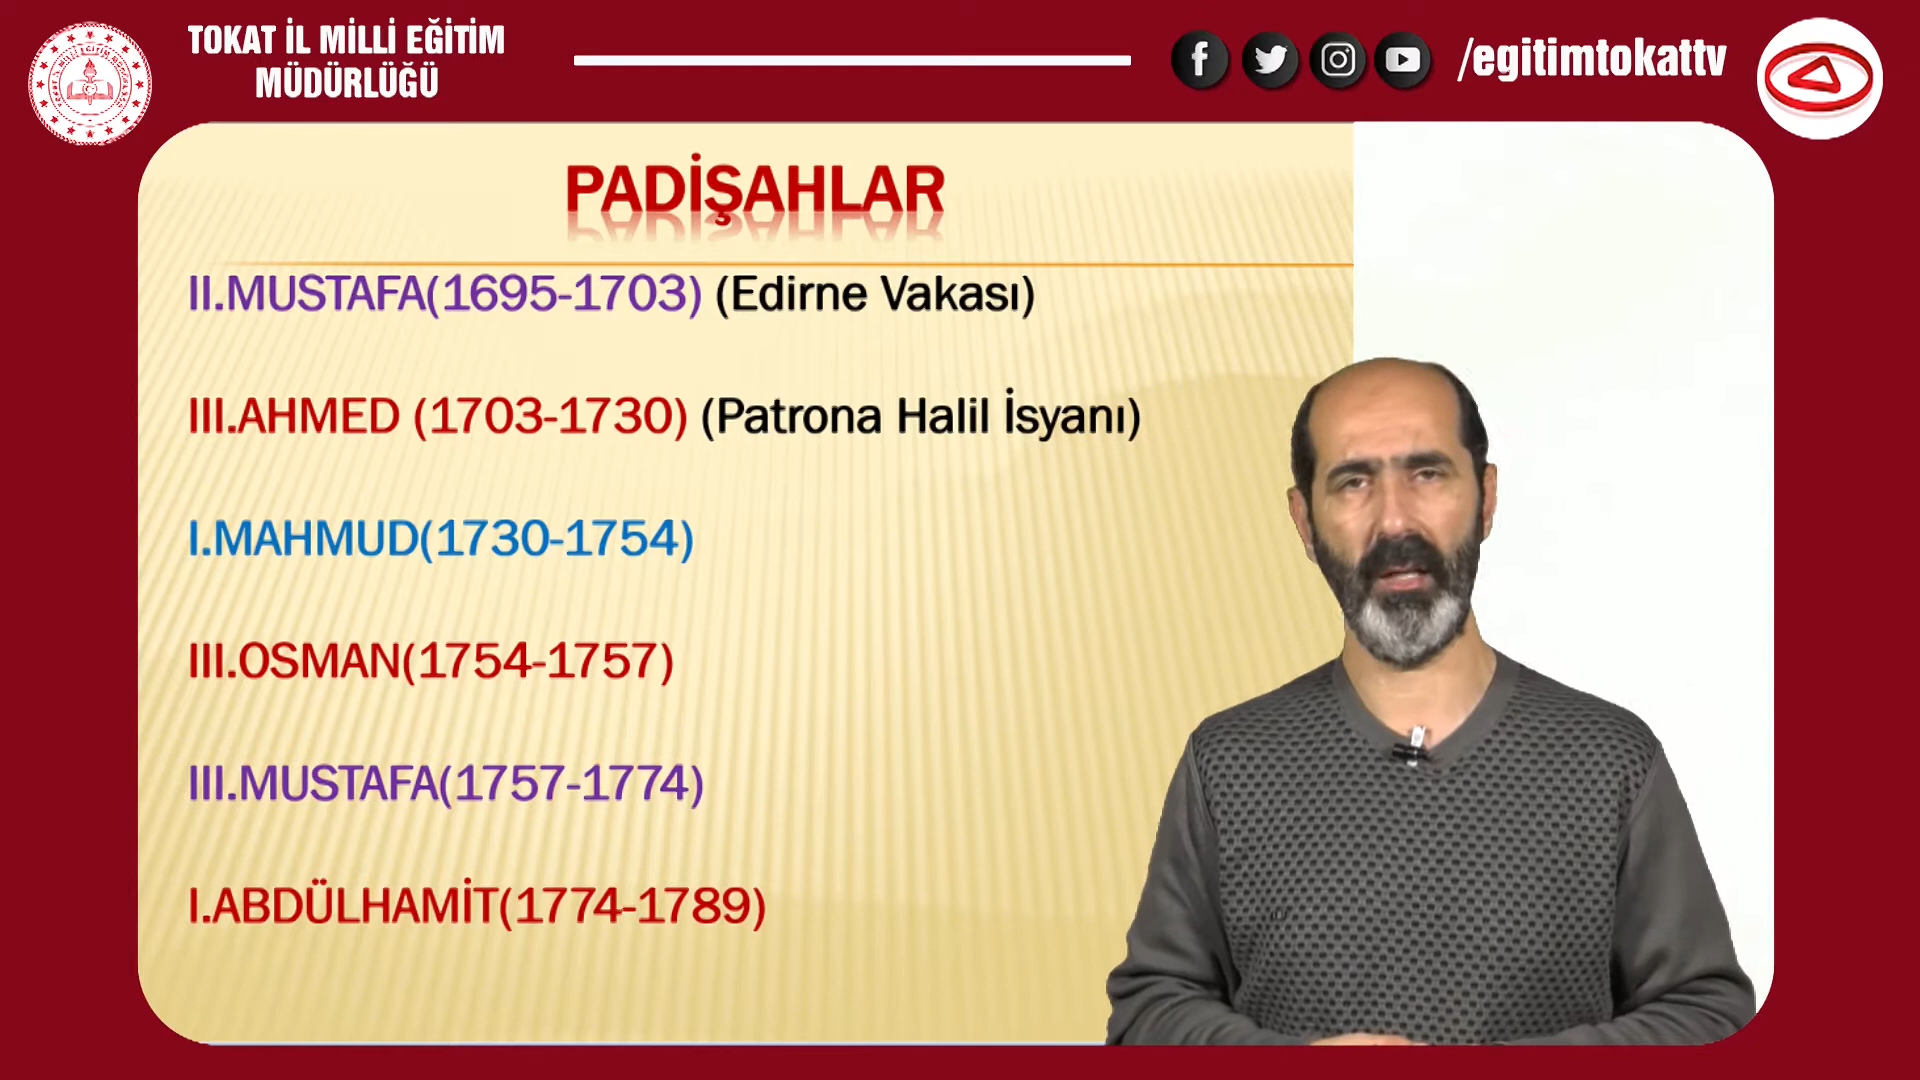 TOKAT İL MİLLİ EĞİTİM
MÜDÜRLÜĞÜ
/egitimtokattv
PADİŞAHLAR
II.MUSTAFA(1695-1703) (Edirne Vakası)
III.AHMED (1703-1730) (Patrona Halil İsyanı)
I.MAHMUD(1730-1754)
III.OSMAN(1754-1757)
III.MUSTAFA(1757-1774)
I.ABDÜLHAMİT(1774-1789)